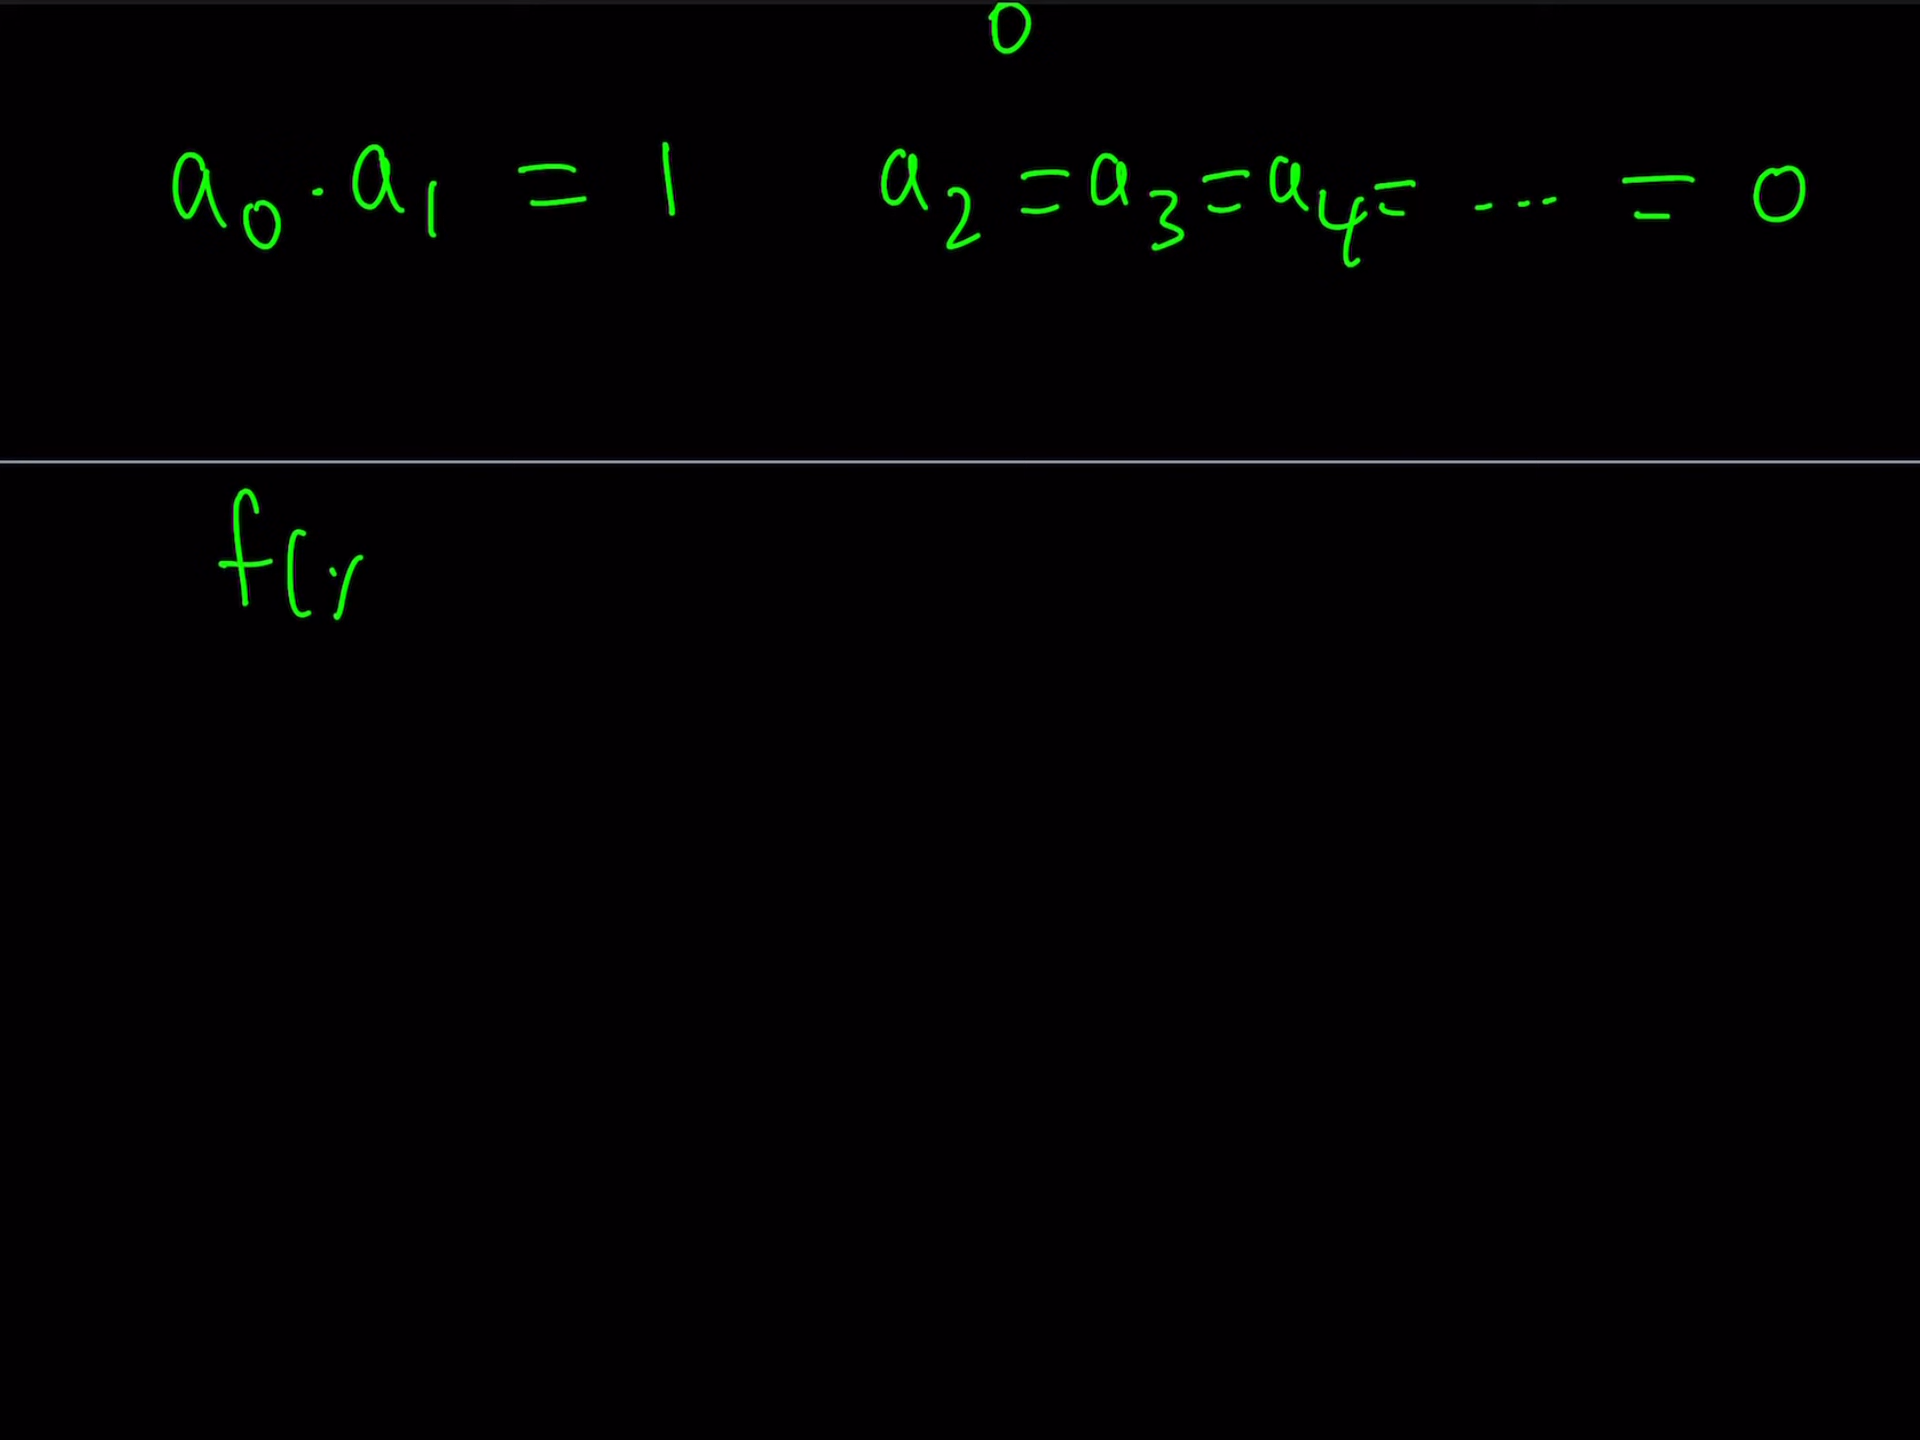 0
a₀ · a₁ = 1 a₂ = a₃ = a₄ = ... = 0
f(